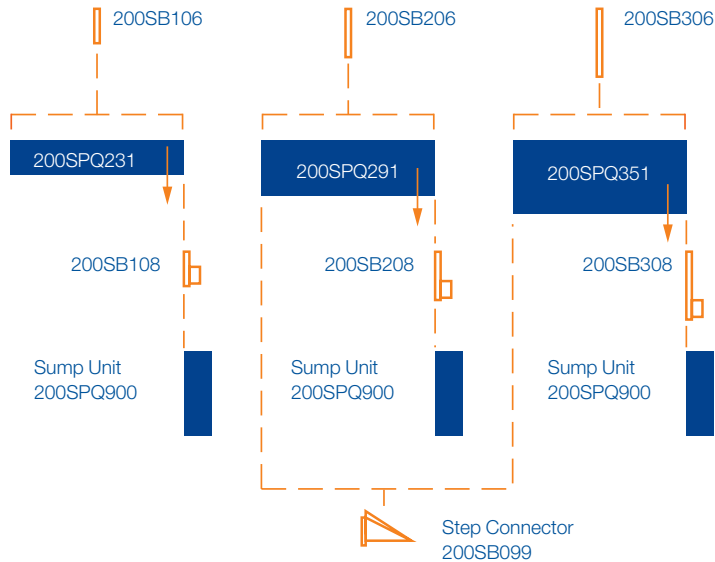 200SB106
200SB206
200SB306
200SPQ231
200SPQ291
200SPQ351
200SB108
200SB208
200SB308
Sump Unit
200SPQ900
Sump Unit
200SPQ900
Sump Unit
200SPQ900
Step Connector
200SB099